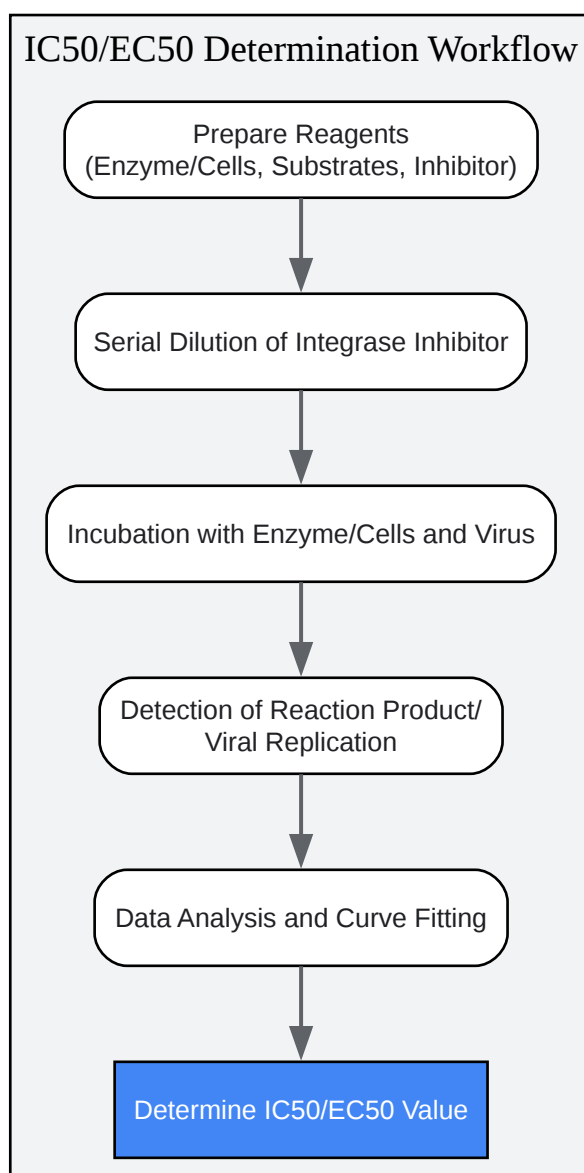 IC50/EC50 Determination Workflow
Prepare Reagents
(Enzyme/Cells, Substrates, Inhibitor)
Serial Dilution of Integrase Inhibitor
Incubation with Enzyme/Cells and Virus
Detection of Reaction Product/
Viral Replication
Data Analysis and Curve Fitting
Determine IC50/EC50 Value